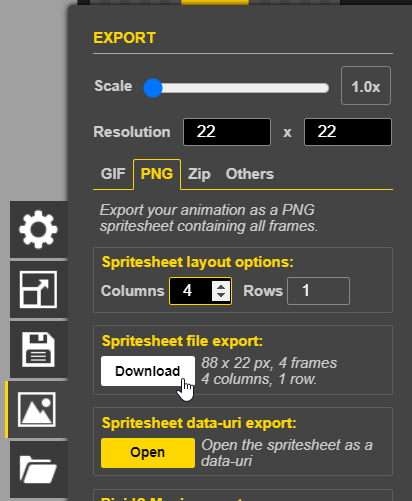 EXPORT
Scale 1.0x
Resolution 22 x 22
GIF PNG Zip Others
Export your animation as a PNG
spritesheet containing all frames.
Spritesheet layout options:
Columns 4 Rows 1
Spritesheet file export:
Download 88 x 22 px, 4 frames
4 columns, 1 row.
Spritesheet data-uri export:
Open Open the spritesheet as a
data-uri